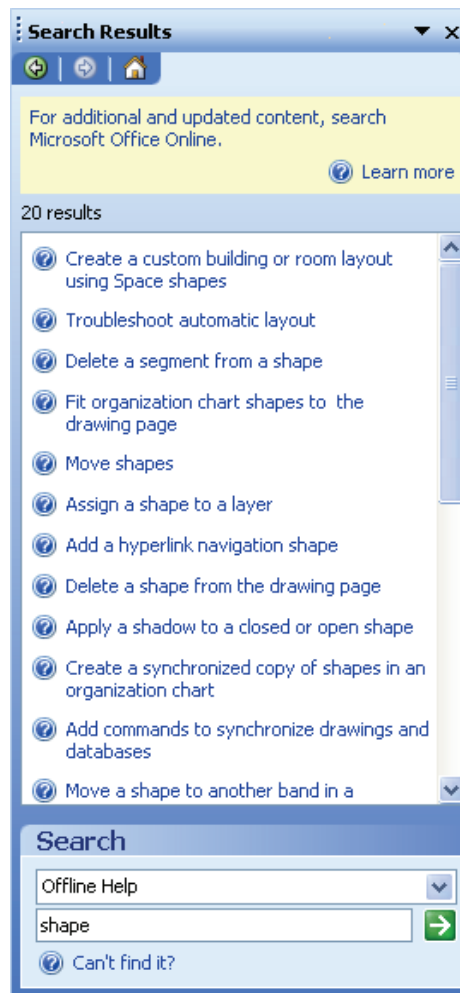 Search Results
For additional and updated content, search
Microsoft Office Online.
Learn more
20 results
Create a custom building or room layout
using Space shapes
Troubleshoot automatic layout
Delete a segment from a shape
Fit organization chart shapes to the
drawing page
Move shapes
Assign a shape to a layer
Add a hyperlink navigation shape
Delete a shape from the drawing page
Apply a shadow to a closed or open shape
Create a synchronized copy of shapes in an
organization chart
Add commands to synchronize drawings and
databases
Move a shape to another band in a
Search
Offline Help
shape
Can't find it?